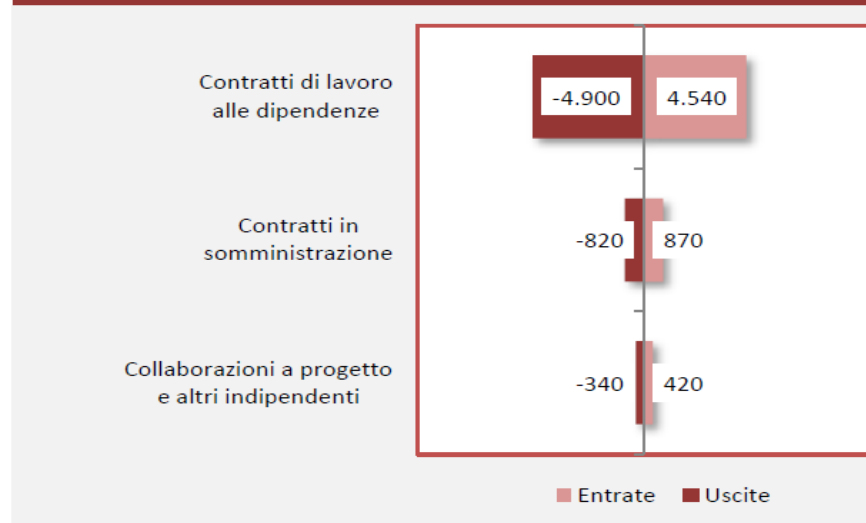 Contratti di lavoro
alle dipendenze
-4.900 4.540
Contratti in
somministrazione
-820 870
Collaborazioni a progetto
e altri indipendenti
-340 420
Entrate Uscite